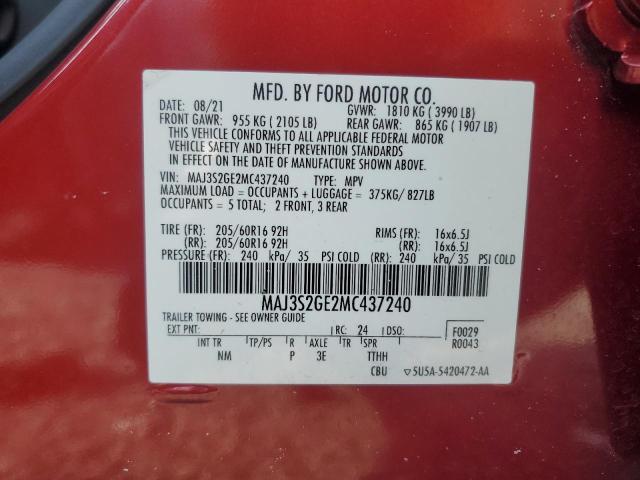 MFD. BY FORD MOTOR CO.
DATE: 08/21 GVWR: 1810 KG ( 3990 LB)
FRONT GAWR: 955 KG ( 2105 LB) REAR GAWR: 865 KG ( 1907 LB)
THIS VEHICLE CONFORMS TO ALL APPLICABLE FEDERAL MOTOR
VEHICLE SAFETY AND THEFT PREVENTION STANDARDS
IN EFFECT ON THE DATE OF MANUFACTURE SHOWN ABOVE.
VIN: MAJ3S2GE2MC437240 TYPE: MPV
MAXIMUM LOAD = OCCUPANTS + LUGGAGE = 375KG/ 827LB
OCCUPANTS = 5 TOTAL; 2 FRONT, 3 REAR
TIRE (FR): 205/60R16 92H RIMS (FR): 16x6.5J
(RR): 205/60R16 92H (RR): 16x6.5J
PRESSURE (FR): 240 kPa/ 35 PSI COLD (RR): 240 kPa/ 35 PSI COLD
MAJ3S2GE2MC437240
TRAILER TOWING - SEE OWNER GUIDE
EXT PNT: RC: 24 DSO: F0029
R0043
INT TR TP/PS R AXLE TR SPR
NM P 3E TTHH
CBU ▽5U5A-5420472-AA